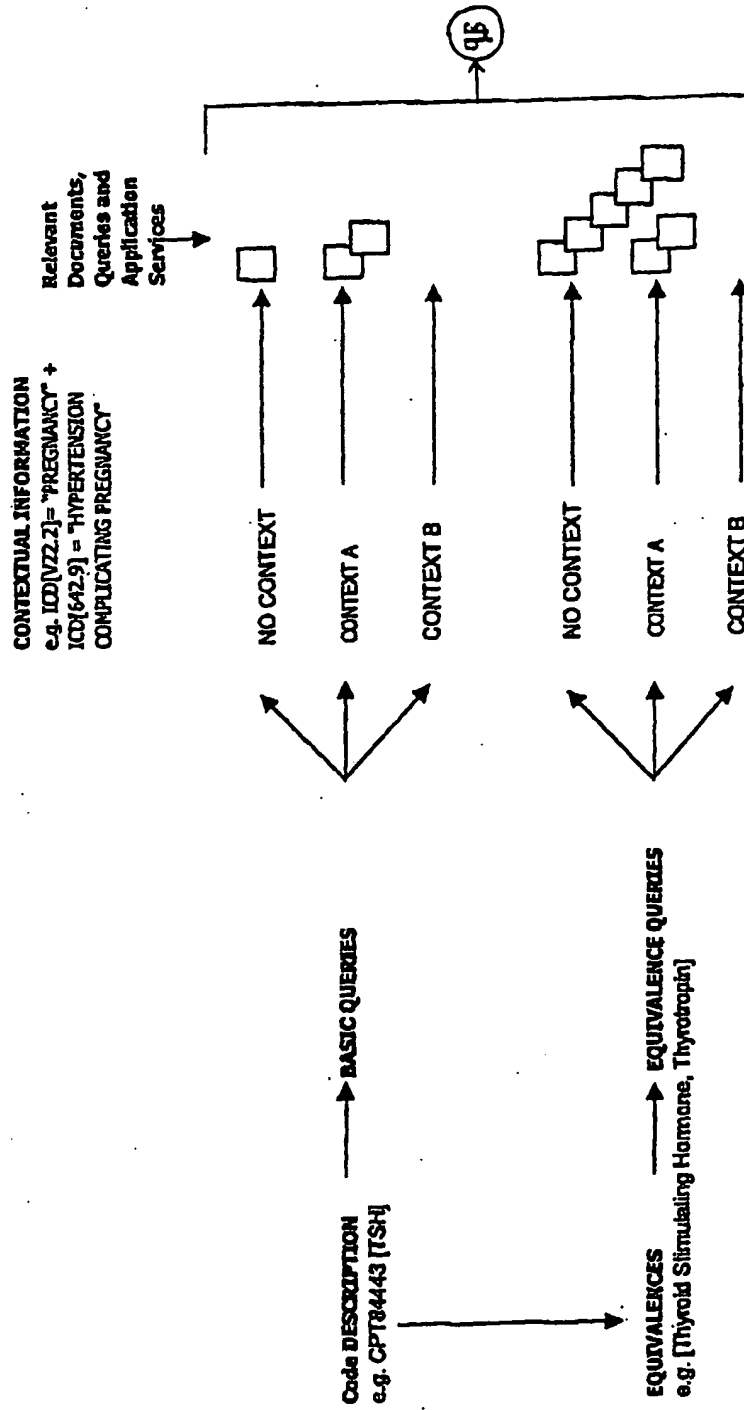 CONTEXTUAL INFORMATION
e.g. ICD[V22.2]= "PREGNANCY" +
ICD[642.9] = "HYPERTENSION
COMPLICATING PREGNANCY"
Relevant
Documents,
Queries and
Application
Services
Code DESCRIPTION
e.g. CPT84443 [TSH]
BASIC QUERIES
NO CONTEXT
CONTEXT A
CONTEXT B
EQUIVALENCES
e.g. [Thyroid Stimulating Hormone, Thyrotropin]
EQUIVALENCE QUERIES
NO CONTEXT
CONTEXT A
CONTEXT B